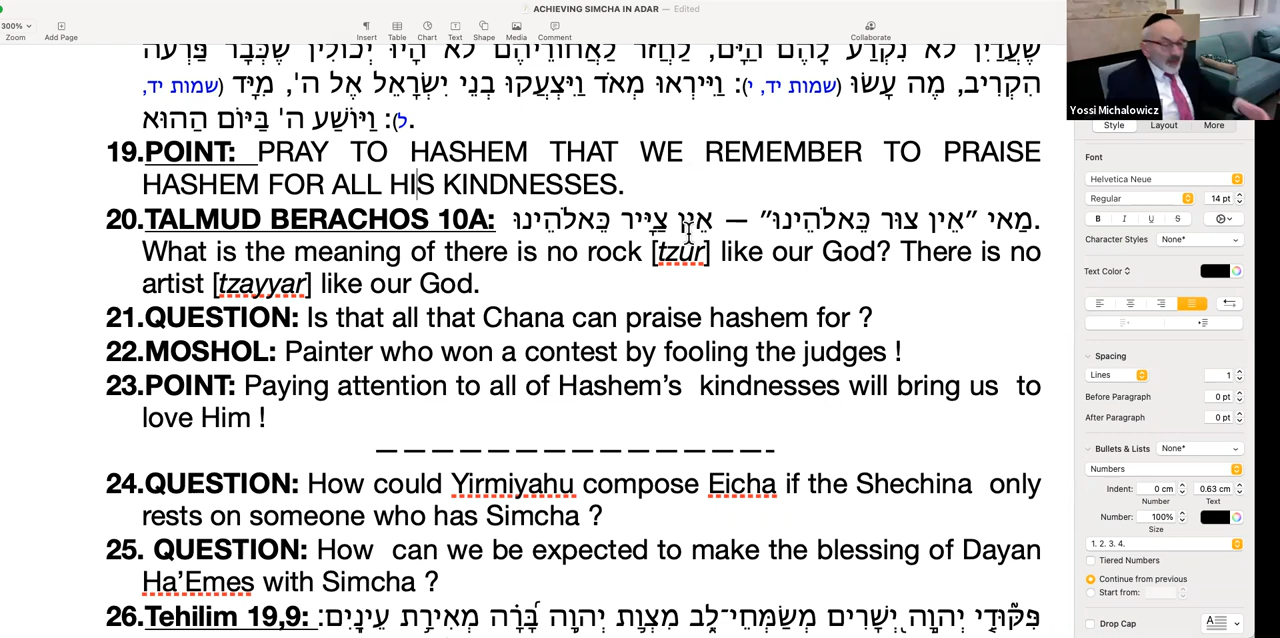 ACHIEVING SIMCHA IN ADAR — Edited
300%
Zoom
Add Page
Insert
Table
Chart
Text
Shape
Media
Comment
Collaborate
שֶׁעֲדַיִן לֹא נִקְרַע לָהֶם הַיָּם, לַחֲזֹר לַאֲחוֹרֵיהֶם לֹא הָיוּ יְכוֹלִין שֶׁכְּבָר פַּרְעֹה
הִקְרִיב, מֶה עָשׂוּ (שמות יד, י): וַיִּירְאוּ מְאֹד וַיִּצְעֲקוּ בְנֵי יִשְׂרָאֵל אֶל ה', מִיָּד (שמות יד,
ל): וַיּוֹשַׁע ה' בַּיּוֹם הַהוּא.
19.POINT: PRAY TO HASHEM THAT WE REMEMBER TO PRAISE
HASHEM FOR ALL HIS KINDNESSES.
20.TALMUD BERACHOS 10A: מַאי ״אֵין צוּר כֵּאלֹהֵינוּ״ — אֵין צַיָּיר כֵּאלֹהֵינוּ.
What is the meaning of there is no rock [tzur] like our God? There is no
artist [tzayyar] like our God.
21.QUESTION: Is that all that Chana can praise hashem for ?
22.MOSHOL: Painter who won a contest by fooling the judges !
23.POINT: Paying attention to all of Hashem’s kindnesses will bring us to
love Him !
— — — — — — — — — — — — — — -
24.QUESTION: How could Yirmiyahu compose Eicha if the Shechina only
rests on someone who has Simcha ?
25. QUESTION: How can we be expected to make the blessing of Dayan
Ha’Emes with Simcha ?
26.Tehilim 19,9: פִּקּ֘וּדֵ֤י יְהוָ֣ה יְ֭שָׁרִים מְשַׂמְּחֵי־לֵ֑ב מִצְוַ֥ת יְהוָ֥ה בָּ֝רָ֗ה מְאִירַ֥ת עֵינָֽיִם׃
Yossi Michalowicz
Style
Layout
More
Font
Helvetica Neue
Regular
14 pt
B I U S
Character Styles
None*
Text Color
Spacing
Lines
1
Before Paragraph
0 pt
After Paragraph
0 pt
Bullets & Lists
None*
Numbers
Indent:
0 cm
0.63 cm
Number
Text
Number:
100%
Size
1. 2. 3. 4.
Tiered Numbers
Continue from previous
Start from:
Drop Cap